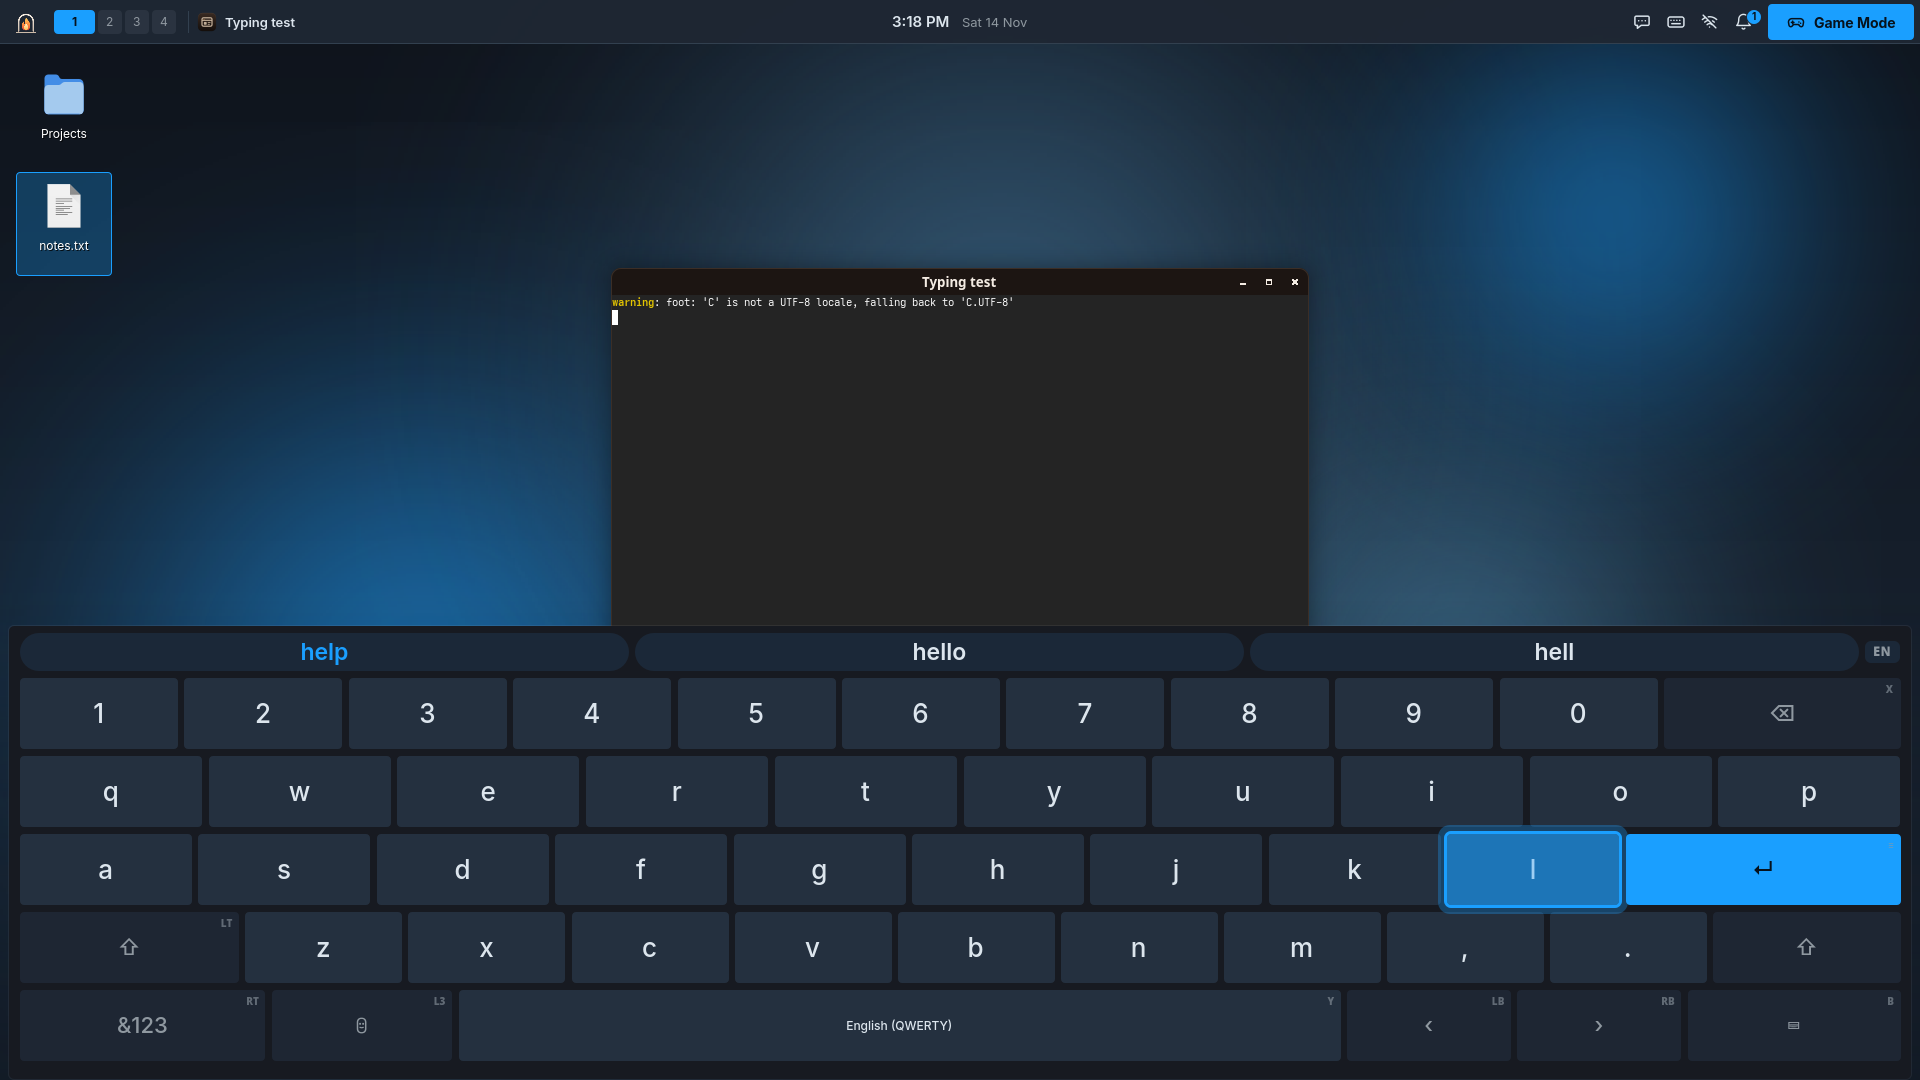 1 2 3 4 Typing test 3:18 PM Sat 14 Nov 1 Game Mode
Projects
notes.txt
Typing test
warning: foot: 'C' is not a UTF-8 locale, falling back to 'C.UTF-8'
help hello hell EN
1 2 3 4 5 6 7 8 9 0 X
q w e r t y u i o p
a s d f g h j k l
LT z x c v b n m , .
&123 RT L3 English (QWERTY) Y ‹ LB › RB B